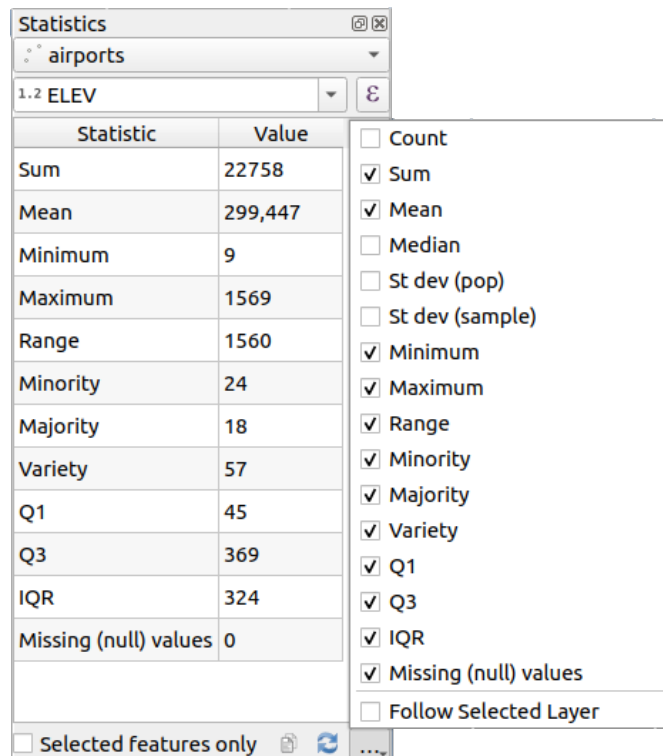 Statistics
airports
1.2 ELEV ε
Statistic Value
Sum 22758
Mean 299,447
Minimum 9
Maximum 1569
Range 1560
Minority 24
Majority 18
Variety 57
Q1 45
Q3 369
IQR 324
Missing (null) values 0
Selected features only ...
Count
Sum
Mean
Median
St dev (pop)
St dev (sample)
Minimum
Maximum
Range
Minority
Majority
Variety
Q1
Q3
IQR
Missing (null) values
Follow Selected Layer